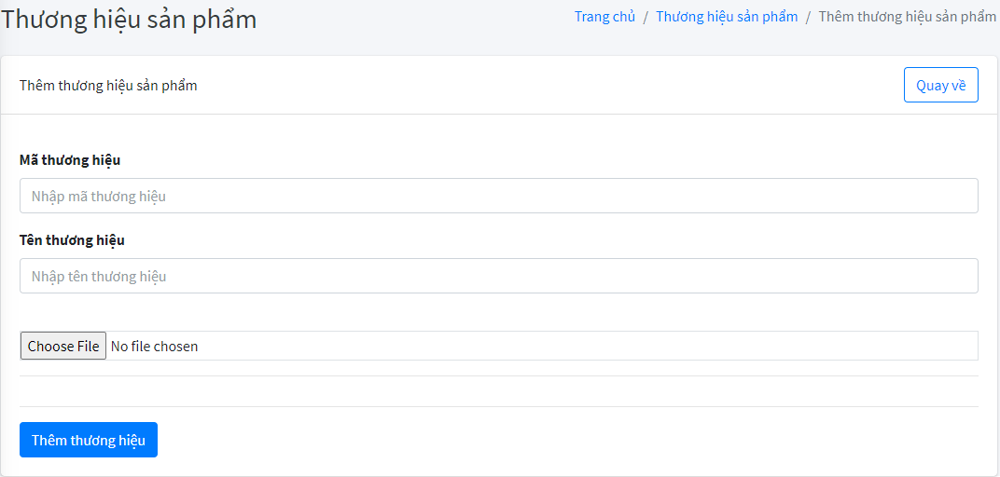 Thương hiệu sản phẩm
Trang chủ / Thương hiệu sản phẩm / Thêm thương hiệu sản phẩm
Thêm thương hiệu sản phẩm
Quay về
Mã thương hiệu
Nhập mã thương hiệu
Tên thương hiệu
Nhập tên thương hiệu
Choose File No file chosen
Thêm thương hiệu